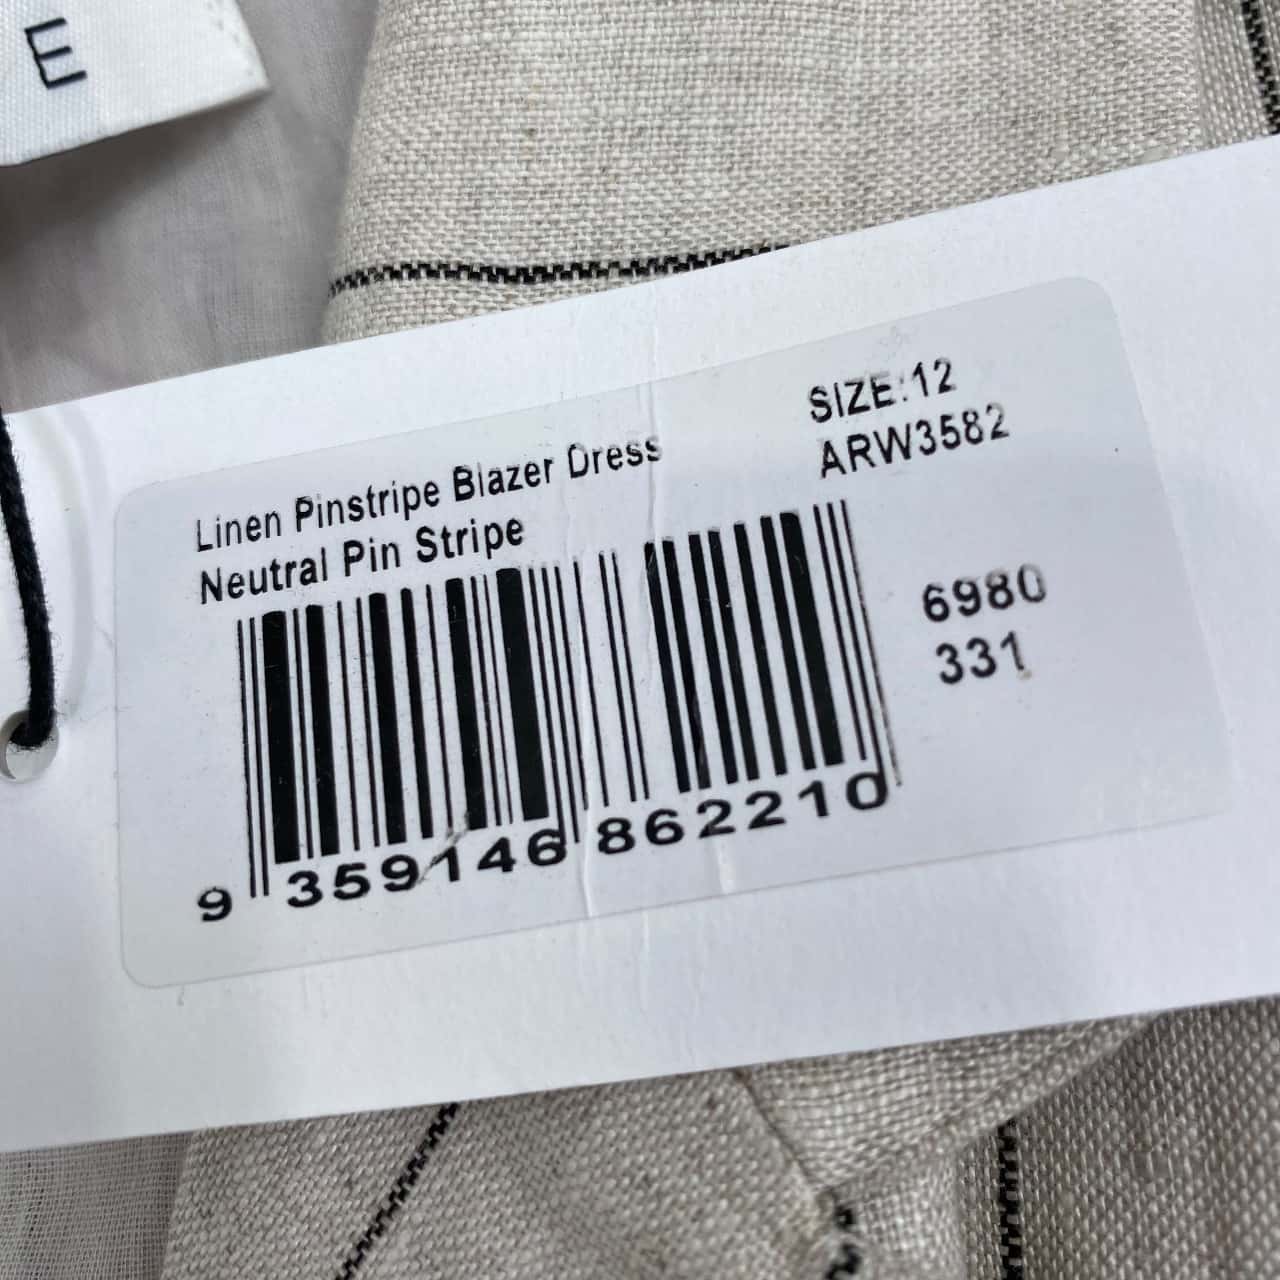 E
SIZE:12
ARW3582
Linen Pinstripe Blazer Dress
Neutral Pin Stripe
6980
331
9 359146 862210